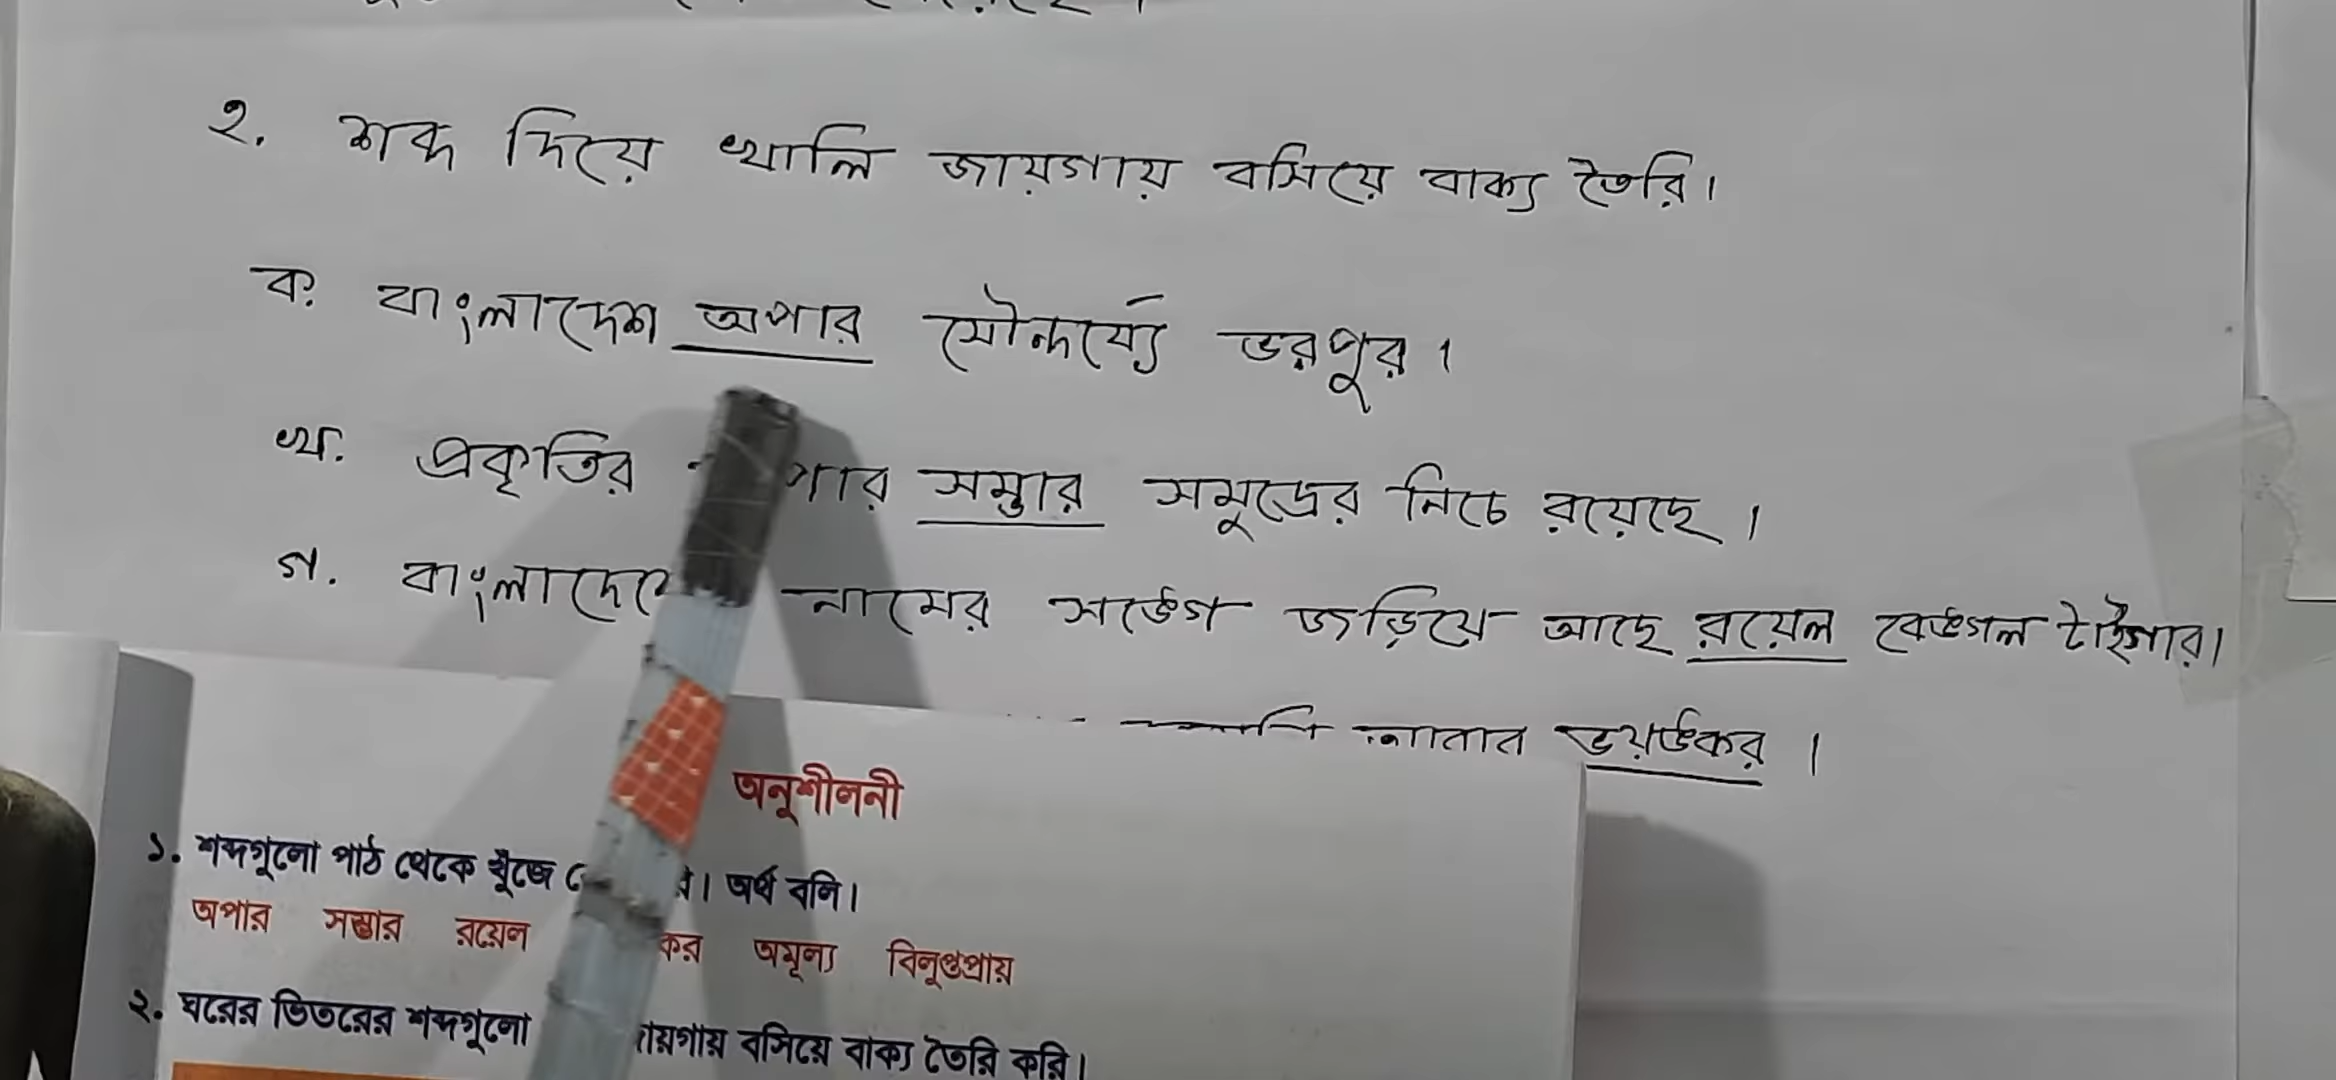 ২. শব্দ দিয়ে খালি জায়গায় বসিয়ে বাক্য তৈরি।
ক. বাংলাদেশ অপার সৌন্দর্য্যে ভরপুর।
খ. প্রকৃতির সম্ভার সমুদ্রের নিচে রয়েছে।
গ. নামের সঙ্গে জড়িয়ে আছে রয়েল বেঙ্গল টাইগার।
ভয়ঙ্কর।
অনুশীলনী
১. শব্দগুলো পাঠ থেকে খুঁজে অর্থ বলি।
অপার সম্ভার রয়েল অমূল্য বিলুপ্তপ্রায়
২. ঘরের ভিতরের শব্দগুলো বসিয়ে বাক্য তৈরি করি।